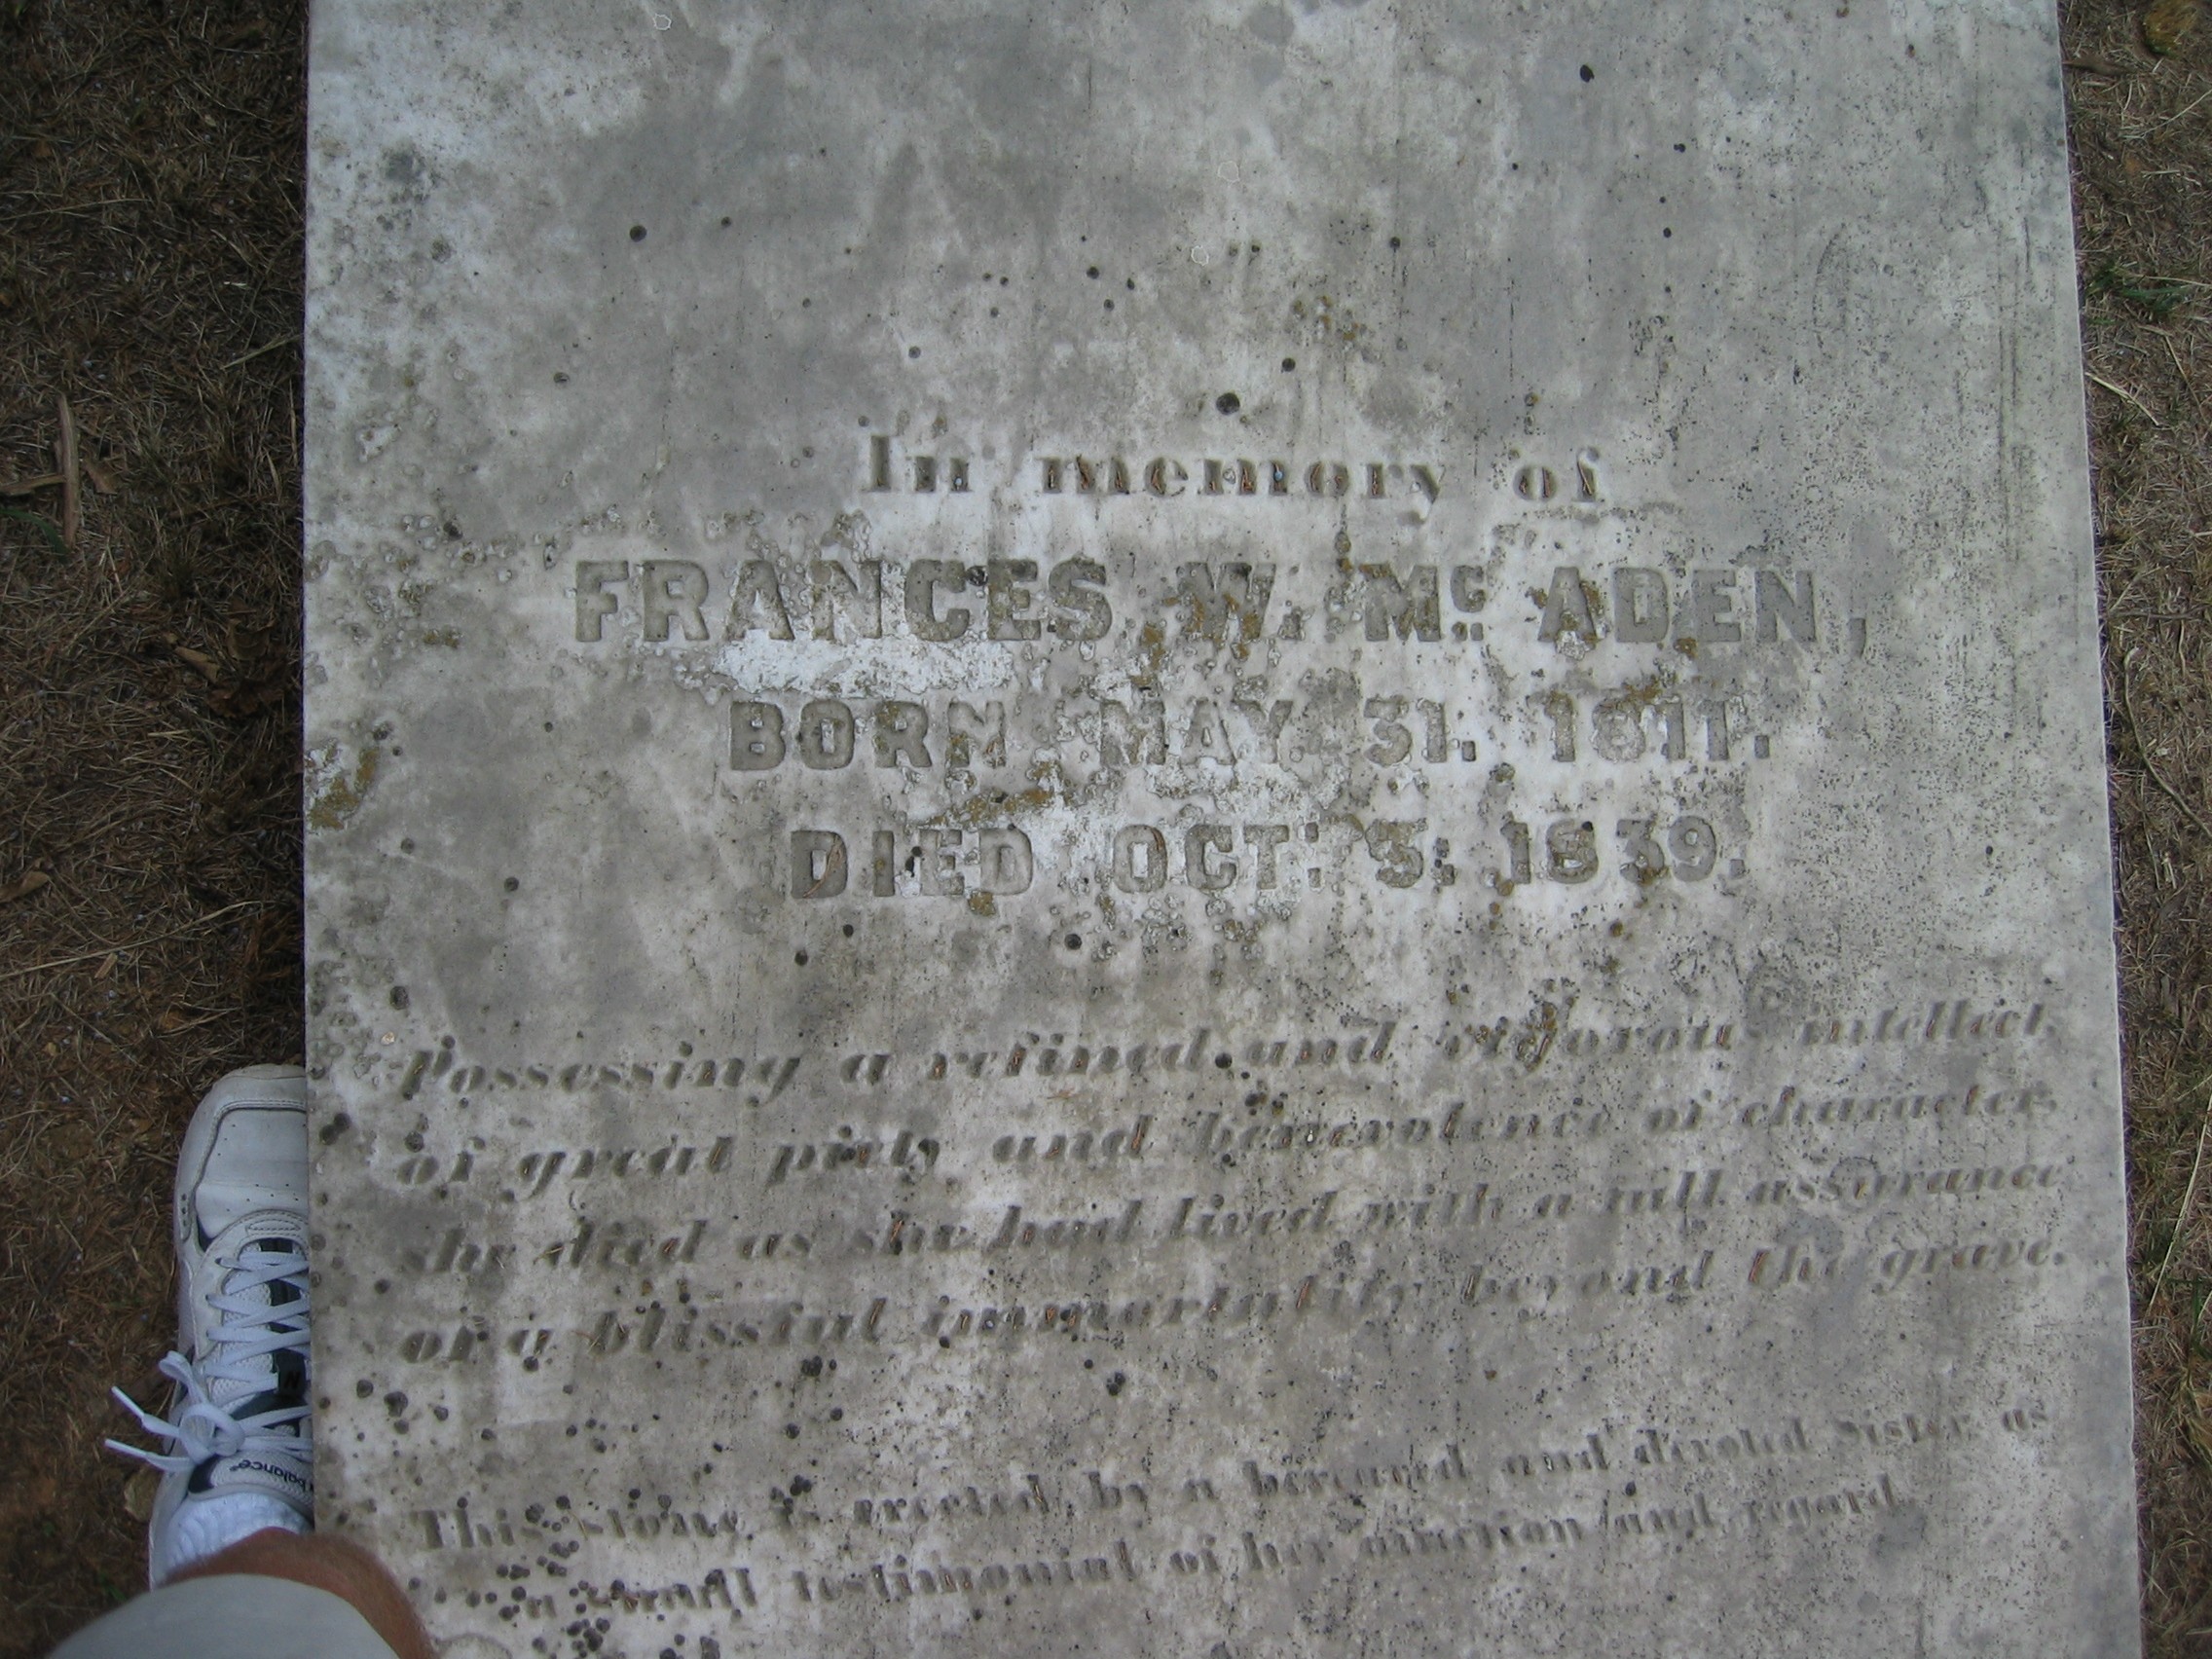 In memory of
FRANCES W. Mc ADEN,
BORN MAY. 31. 1811.
DIED OCT: 3: 1839.
Possessing a refined and vigorous intellect,
of great piety and benevolence of character,
she died as she had lived with a full assurance
of a blissful immortality beyond the grave.
This stone is erected by a bereaved and devoted Sister as
a small testimonial of her affection and regard.
balance